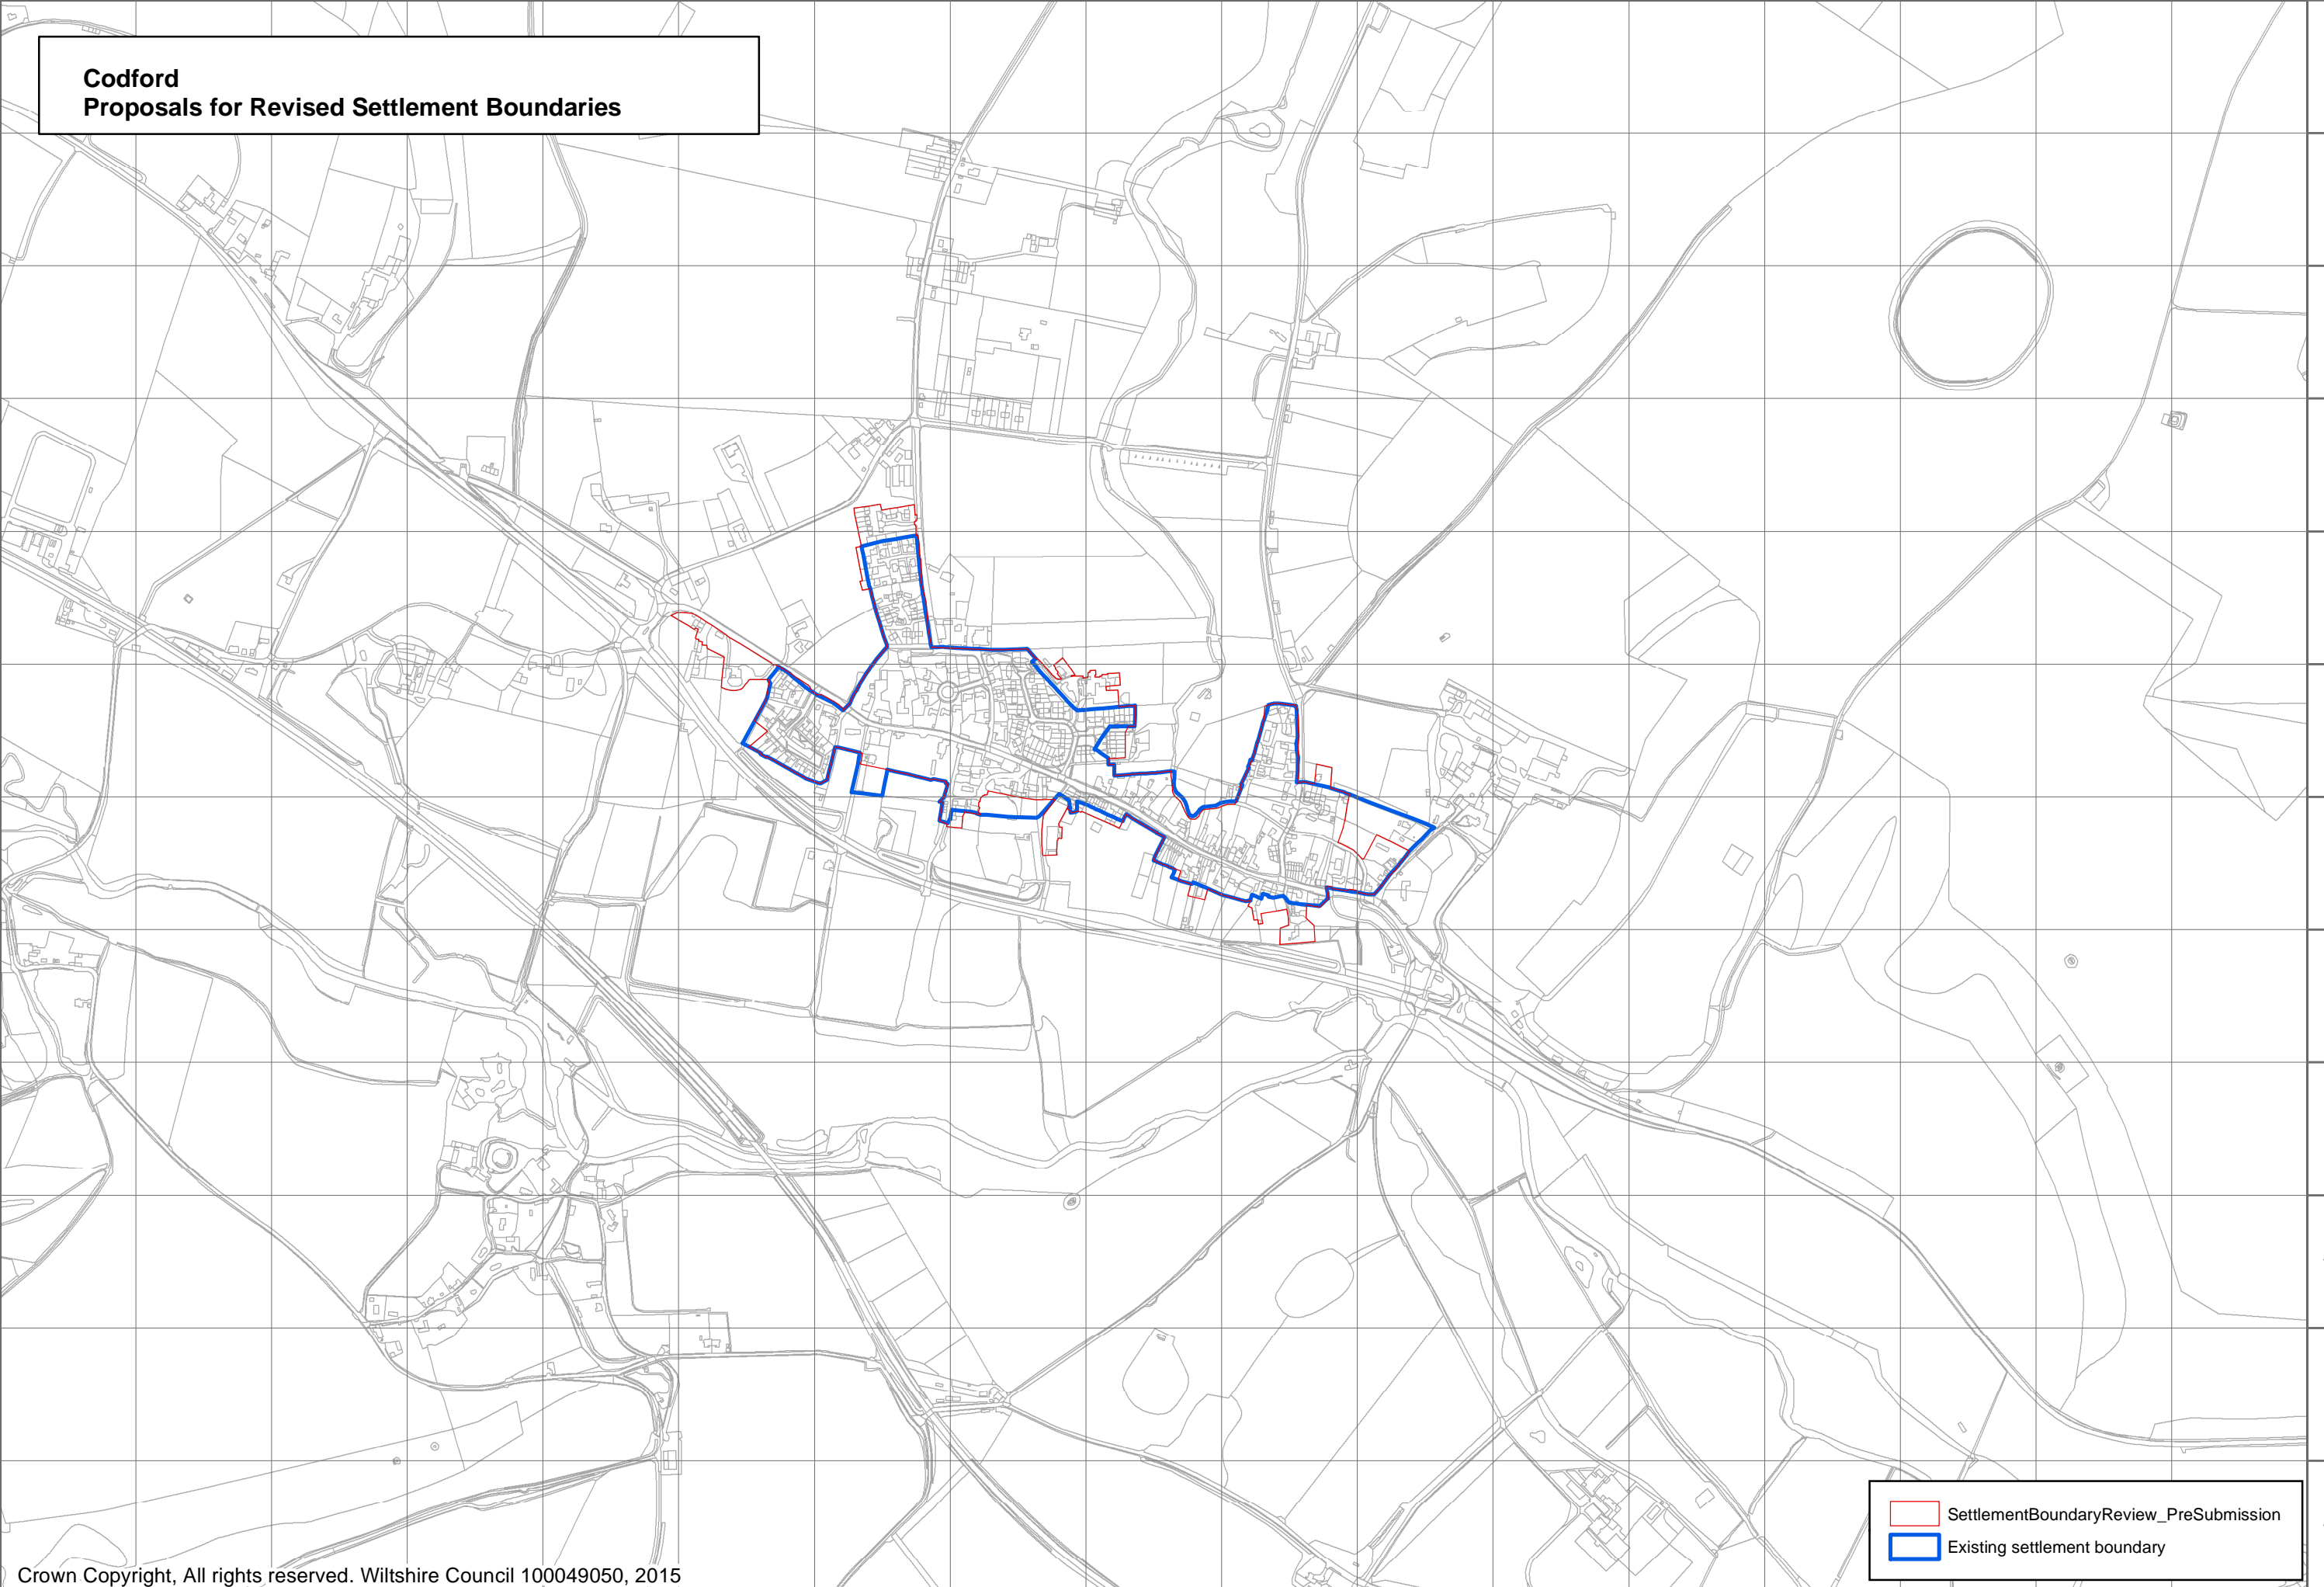 Codford
Proposals for Revised Settlement Boundaries
SettlementBoundaryReview_PreSubmission
Existing settlement boundary
Crown Copyright, All rights reserved. Wiltshire Council 100049050, 2015